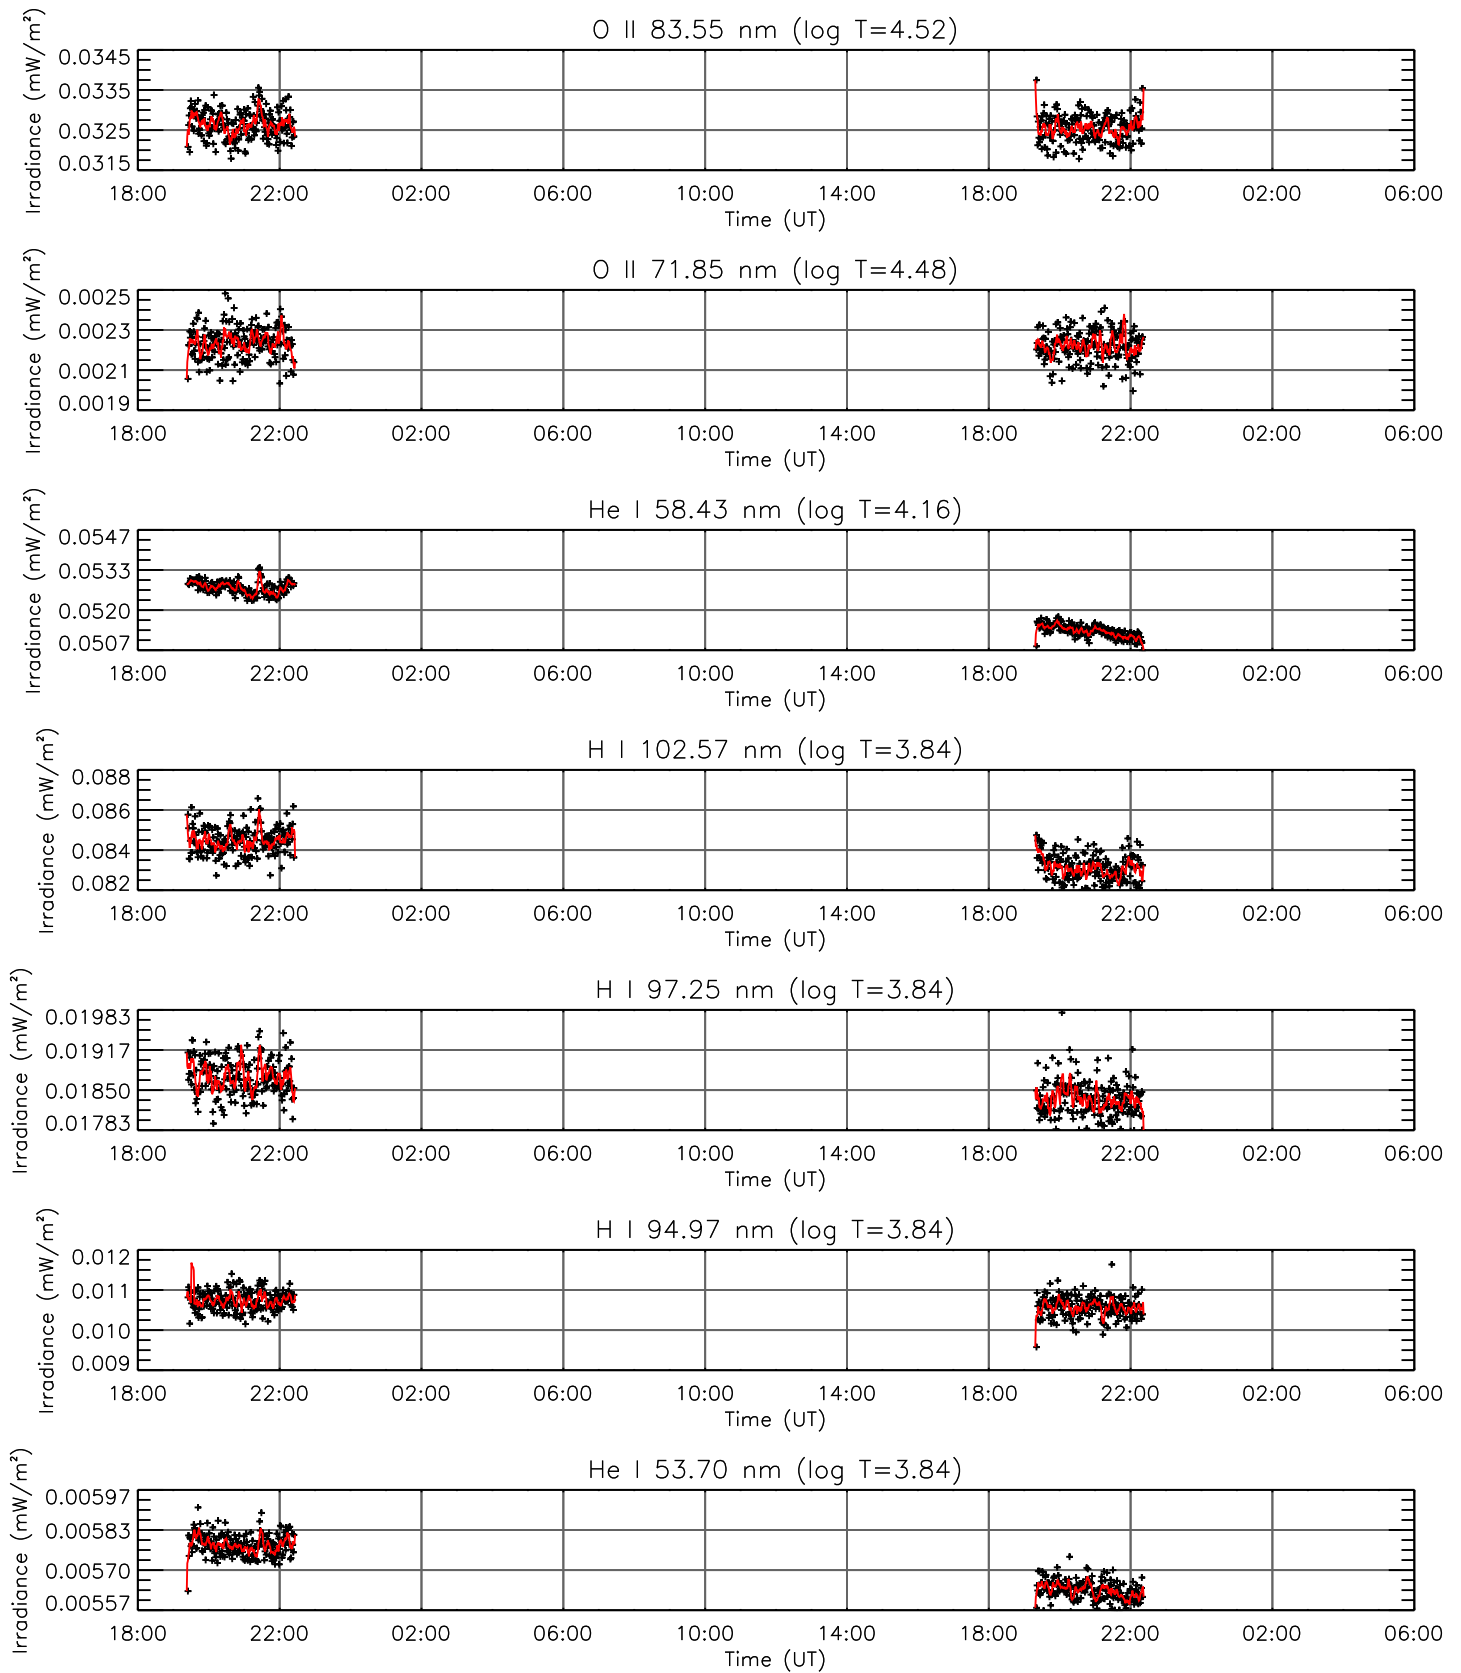 O II 83.55 nm (log T=4.52)
Irradiance (mW/m²)
0.0345
0.0335
0.0325
0.0315
18:00 22:00 02:00 06:00 10:00 14:00 18:00 22:00 02:00 06:00
Time (UT)
O II 71.85 nm (log T=4.48)
Irradiance (mW/m²)
0.0025
0.0023
0.0021
0.0019
18:00 22:00 02:00 06:00 10:00 14:00 18:00 22:00 02:00 06:00
Time (UT)
He I 58.43 nm (log T=4.16)
Irradiance (mW/m²)
0.0547
0.0533
0.0520
0.0507
18:00 22:00 02:00 06:00 10:00 14:00 18:00 22:00 02:00 06:00
Time (UT)
H I 102.57 nm (log T=3.84)
Irradiance (mW/m²)
0.088
0.086
0.084
0.082
18:00 22:00 02:00 06:00 10:00 14:00 18:00 22:00 02:00 06:00
Time (UT)
H I 97.25 nm (log T=3.84)
Irradiance (mW/m²)
0.01983
0.01917
0.01850
0.01783
18:00 22:00 02:00 06:00 10:00 14:00 18:00 22:00 02:00 06:00
Time (UT)
H I 94.97 nm (log T=3.84)
Irradiance (mW/m²)
0.012
0.011
0.010
0.009
18:00 22:00 02:00 06:00 10:00 14:00 18:00 22:00 02:00 06:00
Time (UT)
He I 53.70 nm (log T=3.84)
Irradiance (mW/m²)
0.00597
0.00583
0.00570
0.00557
18:00 22:00 02:00 06:00 10:00 14:00 18:00 22:00 02:00 06:00
Time (UT)